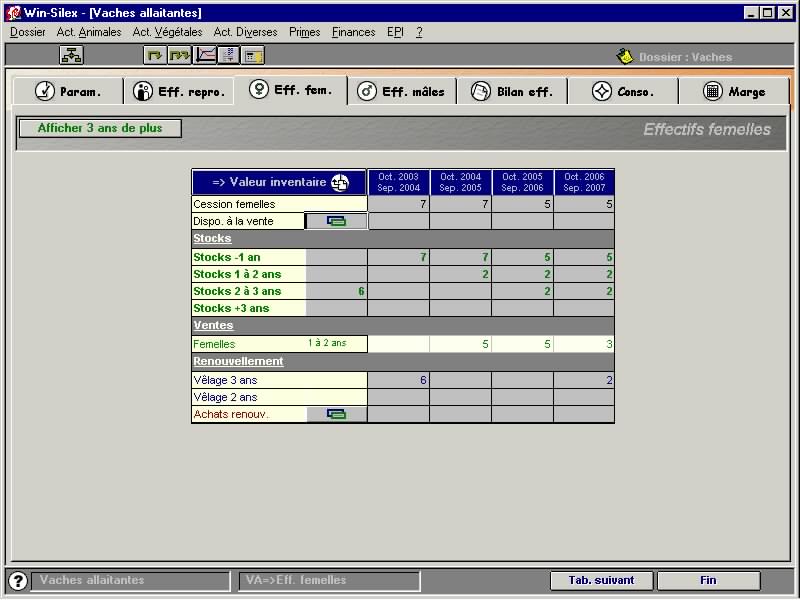 Win-Silex - [Vaches allaitantes]
Dossier Act. Animales Act. Végétales Act. Diverses Primes Finances EPI ?
Dossier : Vaches
Param. Eff. repro. Eff. fem. Eff. mâles Bilan eff. Conso. Marge
Afficher 3 ans de plus
Effectifs femelles
=> Valeur inventaire Oct. 2003 Oct. 2004 Oct. 2005 Oct. 2006
Sep. 2004 Sep. 2005 Sep. 2006 Sep. 2007
Cession femelles 7 7 5 5
Dispo. à la vente
Stocks
Stocks -1 an 7 7 5 5
Stocks 1 à 2 ans 2 2 2
Stocks 2 à 3 ans 6 2 2
Stocks +3 ans
Ventes
Femelles 1 à 2 ans 5 5 3
Renouvellement
Vêlage 3 ans 6 2
Vêlage 2 ans
Achats renouv.
? Vaches allaitantes VA=>Eff. femelles Tab. suivant Fin